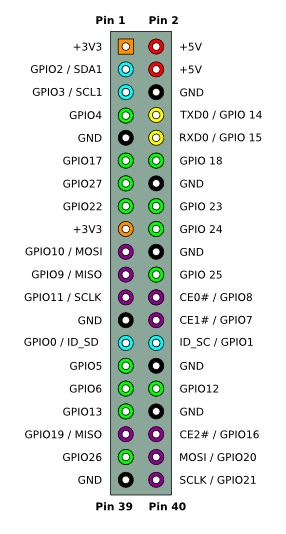 Pin 1 Pin 2
+3V3 +5V
GPIO2 / SDA1 +5V
GPIO3 / SCL1 GND
GPIO4 TXD0 / GPIO 14
GND RXD0 / GPIO 15
GPIO17 GPIO 18
GPIO27 GND
GPIO22 GPIO 23
+3V3 GPIO 24
GPIO10 / MOSI GND
GPIO9 / MISO GPIO 25
GPIO11 / SCLK CE0# / GPIO8
GND CE1# / GPIO7
GPIO0 / ID_SD ID_SC / GPIO1
GPIO5 GND
GPIO6 GPIO12
GPIO13 GND
GPIO19 / MISO CE2# / GPIO16
GPIO26 MOSI / GPIO20
GND SCLK / GPIO21
Pin 39 Pin 40